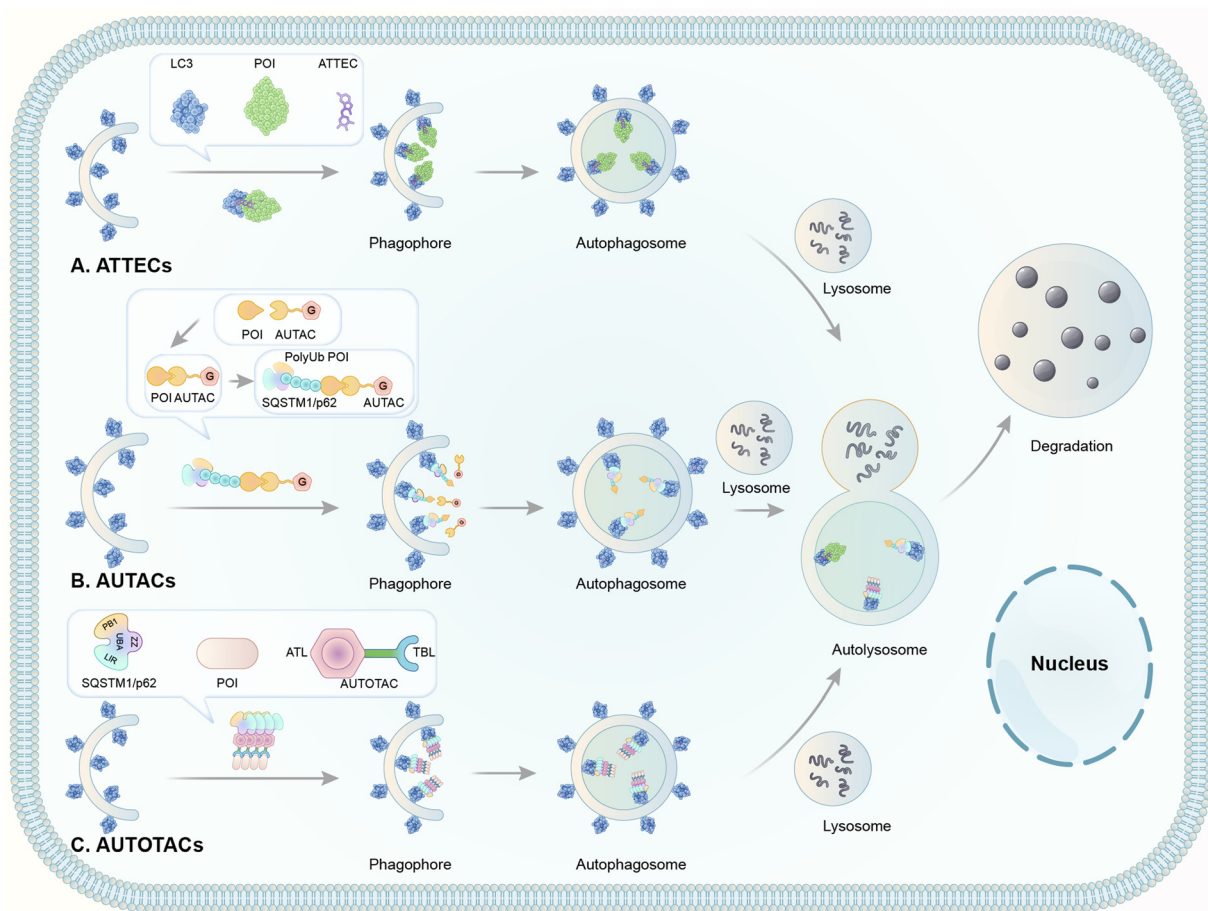 LC3 POI ATTEC
Phagophore
Autophagosome
A. ATTECs
Lysosome
G
POI AUTAC
PolyUb POI
G
G
POI AUTAC
SQSTM1/p62 AUTAC
Degradation
G
Lysosome
G
G
G
Phagophore
Autophagosome
B. AUTACs
PB1
UBA
ZZ
LIR
SQSTM1/p62
POI
ATL
TBL
AUTOTAC
Autolysosome
Nucleus
Lysosome
C. AUTOTACs
Phagophore
Autophagosome